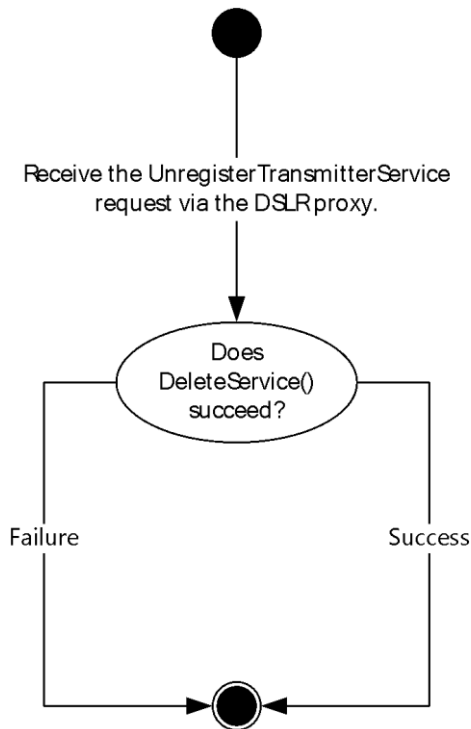 Receive the UnregisterTransmitterService
request via the DSLR proxy.
Does
DeleteService()
succeed?
Failure
Success